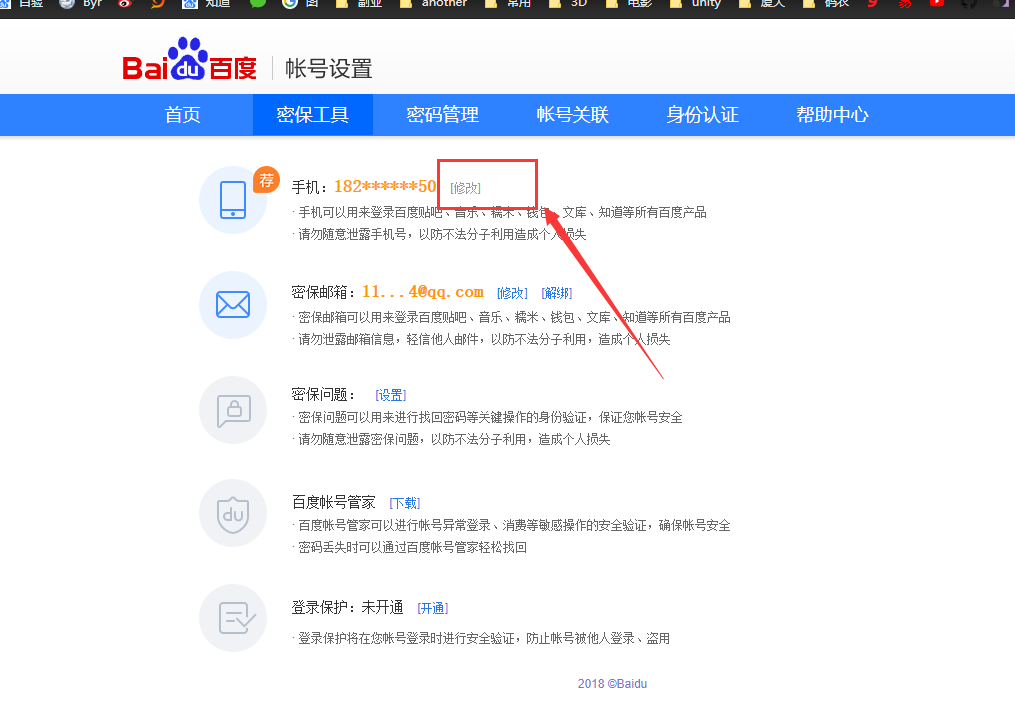 百验 Byr 知道 图 副业 another 常用 3D 电影 unity 厦大 码农
Bai du 百度 帐号设置
首页 密保工具 密码管理 帐号关联 身份认证 帮助中心
荐
手机：182******50 [修改]
· 手机可以用来登录百度贴吧、音乐、糯米、钱包、文库、知道等所有百度产品
· 请勿随意泄露手机号，以防不法分子利用造成个人损失
密保邮箱：11...4@qq.com [修改] [解绑]
· 密保邮箱可以用来登录百度贴吧、音乐、糯米、钱包、文库、知道等所有百度产品
· 请勿泄露邮箱信息，轻信他人邮件，以防不法分子利用，造成个人损失
密保问题： [设置]
· 密保问题可以用来进行找回密码等关键操作的身份验证，保证您帐号安全
· 请勿随意泄露密保问题，以防不法分子利用，造成个人损失
du
百度帐号管家 [下载]
· 百度帐号管家可以进行帐号异常登录、消费等敏感操作的安全验证，确保帐号安全
· 密码丢失时可以通过百度帐号管家轻松找回
登录保护：未开通 [开通]
· 登录保护将在您帐号登录时进行安全验证，防止帐号被他人登录、盗用
2018 ©Baidu